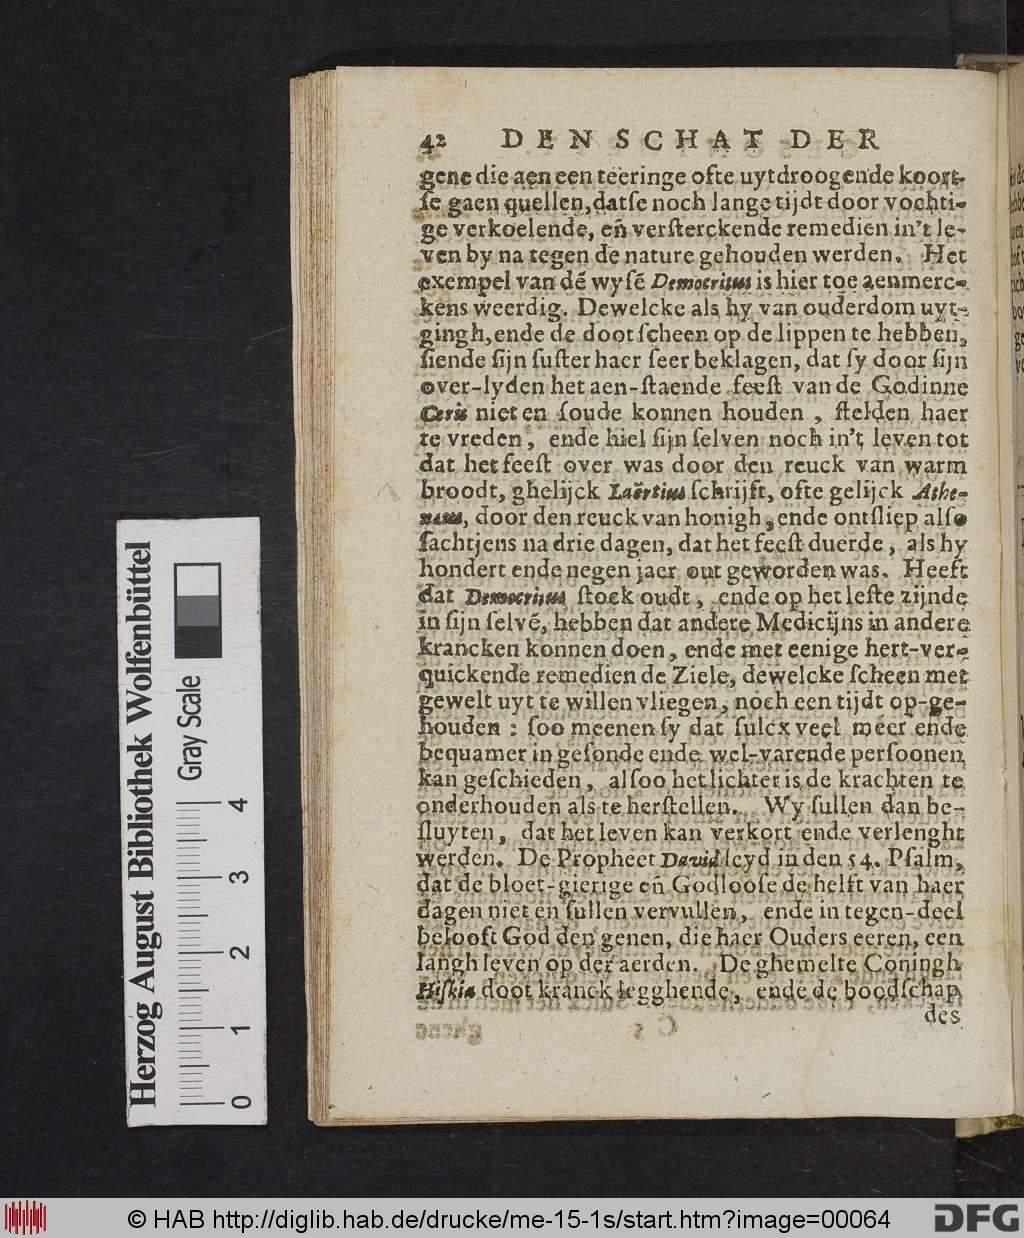 42 DEN SCHAT DER
gene die aen een teeringe ofte uytdroogende koort-
ſe gaen quellen, datſe noch lange tijdt door vochti-
ge verkoelende, eñ verſterckende remedien in't le-
ven by na tegen de nature gehouden werden. Het
exempel van dẽ wyſẽ Democritus is hier toe aenmerc-
kens weerdig. Dewelcke als hy van ouderdom uyt-
gingh, ende de doot ſcheen op de lippen te hebben,
ſiende ſijn ſuſter haer ſeer beklagen, dat ſy door ſijn
over-lyden het aen-ſtaende feeſt van de Godinne
Ceris niet en ſoude konnen houden, ſtelden haer
te vreden, ende hiel ſijn ſelven noch in't leven tot
dat het feeſt over was door den reuck van warm
broodt, ghelijck Laërtius ſchrijft, ofte gelijck Athe-
næus, door den reuck van honigh, ende ontſliep alſo
ſachtjens na drie dagen, dat het feeſt duerde, als hy
hondert ende negen jaer out geworden was. Heeft
dat Democritus ſtock oudt, ende op het leſte zijnde
in ſijn ſelvẽ, hebben dat andere Medicijns in andere
krancken konnen doen, ende met eenige hert-ver-
quickende remedien de Ziele, dewelcke ſcheen met
gewelt uyt te willen vliegen, noch een tijdt op-ge-
houden : ſoo meenen ſy dat ſulcx veel meer ende
bequamer in geſonde ende wel-varende perſoonen
kan geſchieden, alſoo het lichter is de krachten te
onderhouden als te herſtellen. Wy ſullen dan be-
ſluyten, dat het leven kan verkort ende verlenght
werden. De Propheet David ſeyd in den 54. Pſalm,
dat de bloet-gierige eñ Godlooſe de helft van haer
dagen niet en ſullen vervullen, ende in tegen-deel
belooft God den genen, die haer Ouders eeren, een
langh leven op der aerden. De ghemelte Coningh
Hiſkia doot kranck legghende, ende de boodſchap
des
Herzog August Bibliothek Wolfenbüttel
Gray Scale
0 1 2 3 4
© HAB http://diglib.hab.de/drucke/me-15-1s/start.htm?image=00064
DFG